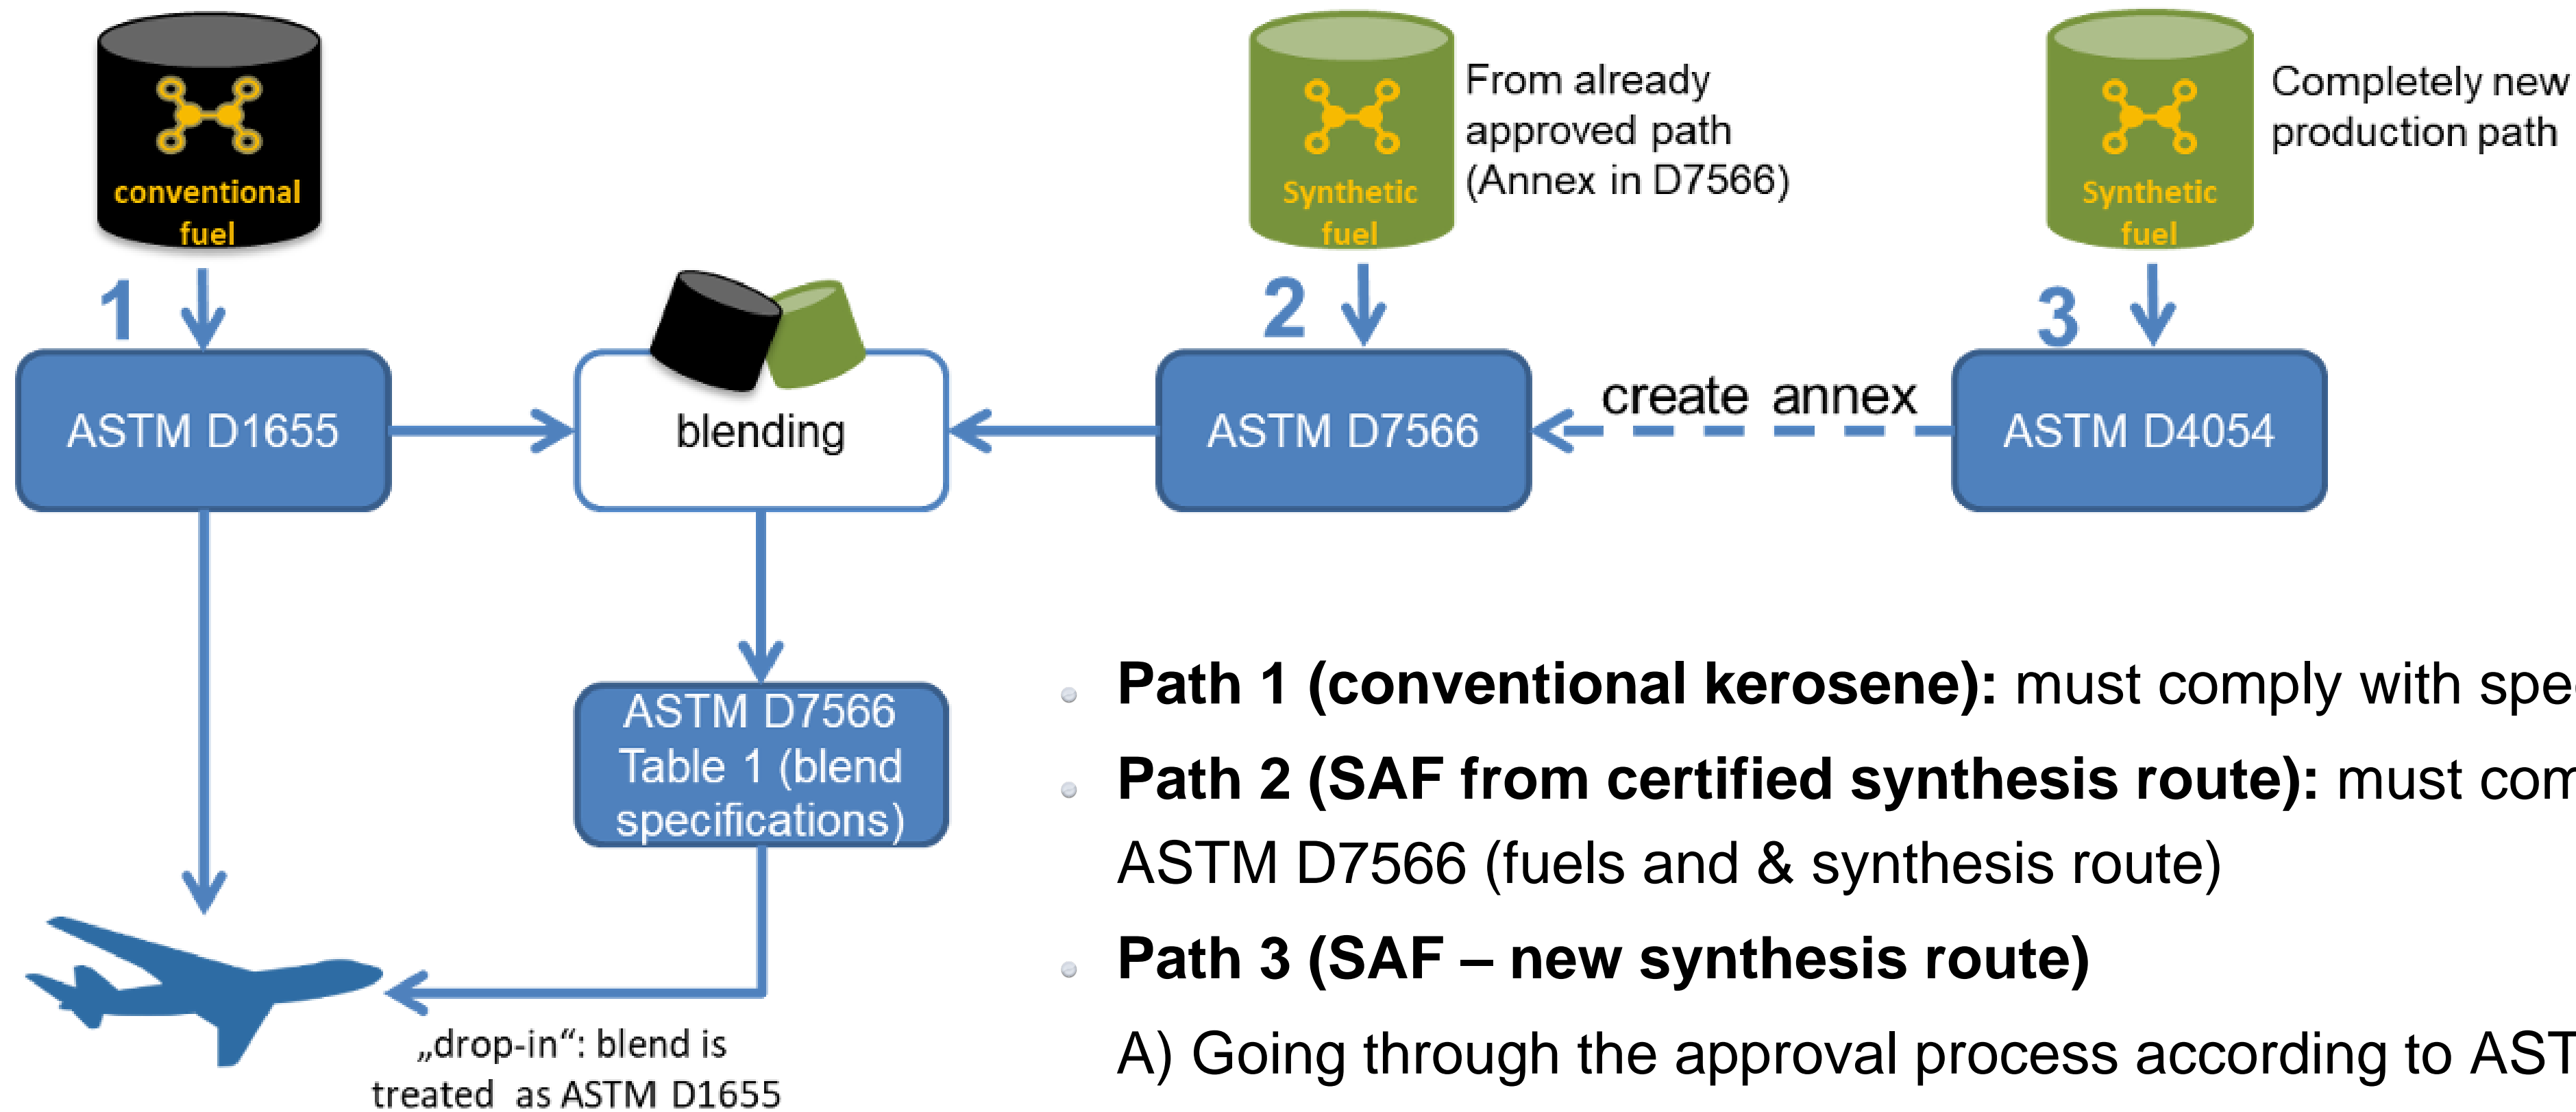 conventional
fuel
Synthetic
fuel
From already
approved path
(Annex in D7566)
Synthetic
fuel
Completely new
production path
1
2
3
ASTM D1655
blending
ASTM D7566
create annex
ASTM D4054
ASTM D7566
Table 1 (blend
specifications)
„drop-in“: blend is
treated as ASTM D1655
Path 1 (conventional kerosene): must comply with
Path 2 (SAF from certified synthesis route): must
ASTM D7566 (fuels and & synthesis route)
Path 3 (SAF – new synthesis route)
A) Going through the approval process according to